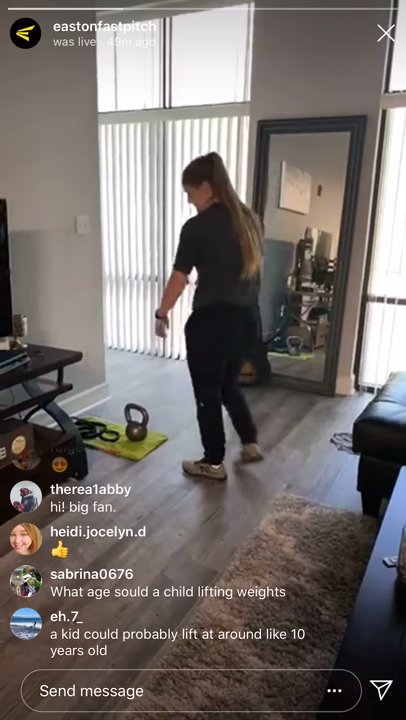 eastonfastpitch
was live · 49m ago
therea1abby
hi! big fan.
heidi.jocelyn.d
👍
sabrina0676
What age sould a child lifting weights
eh.7_
a kid could probably lift at around like 10
years old
Send message